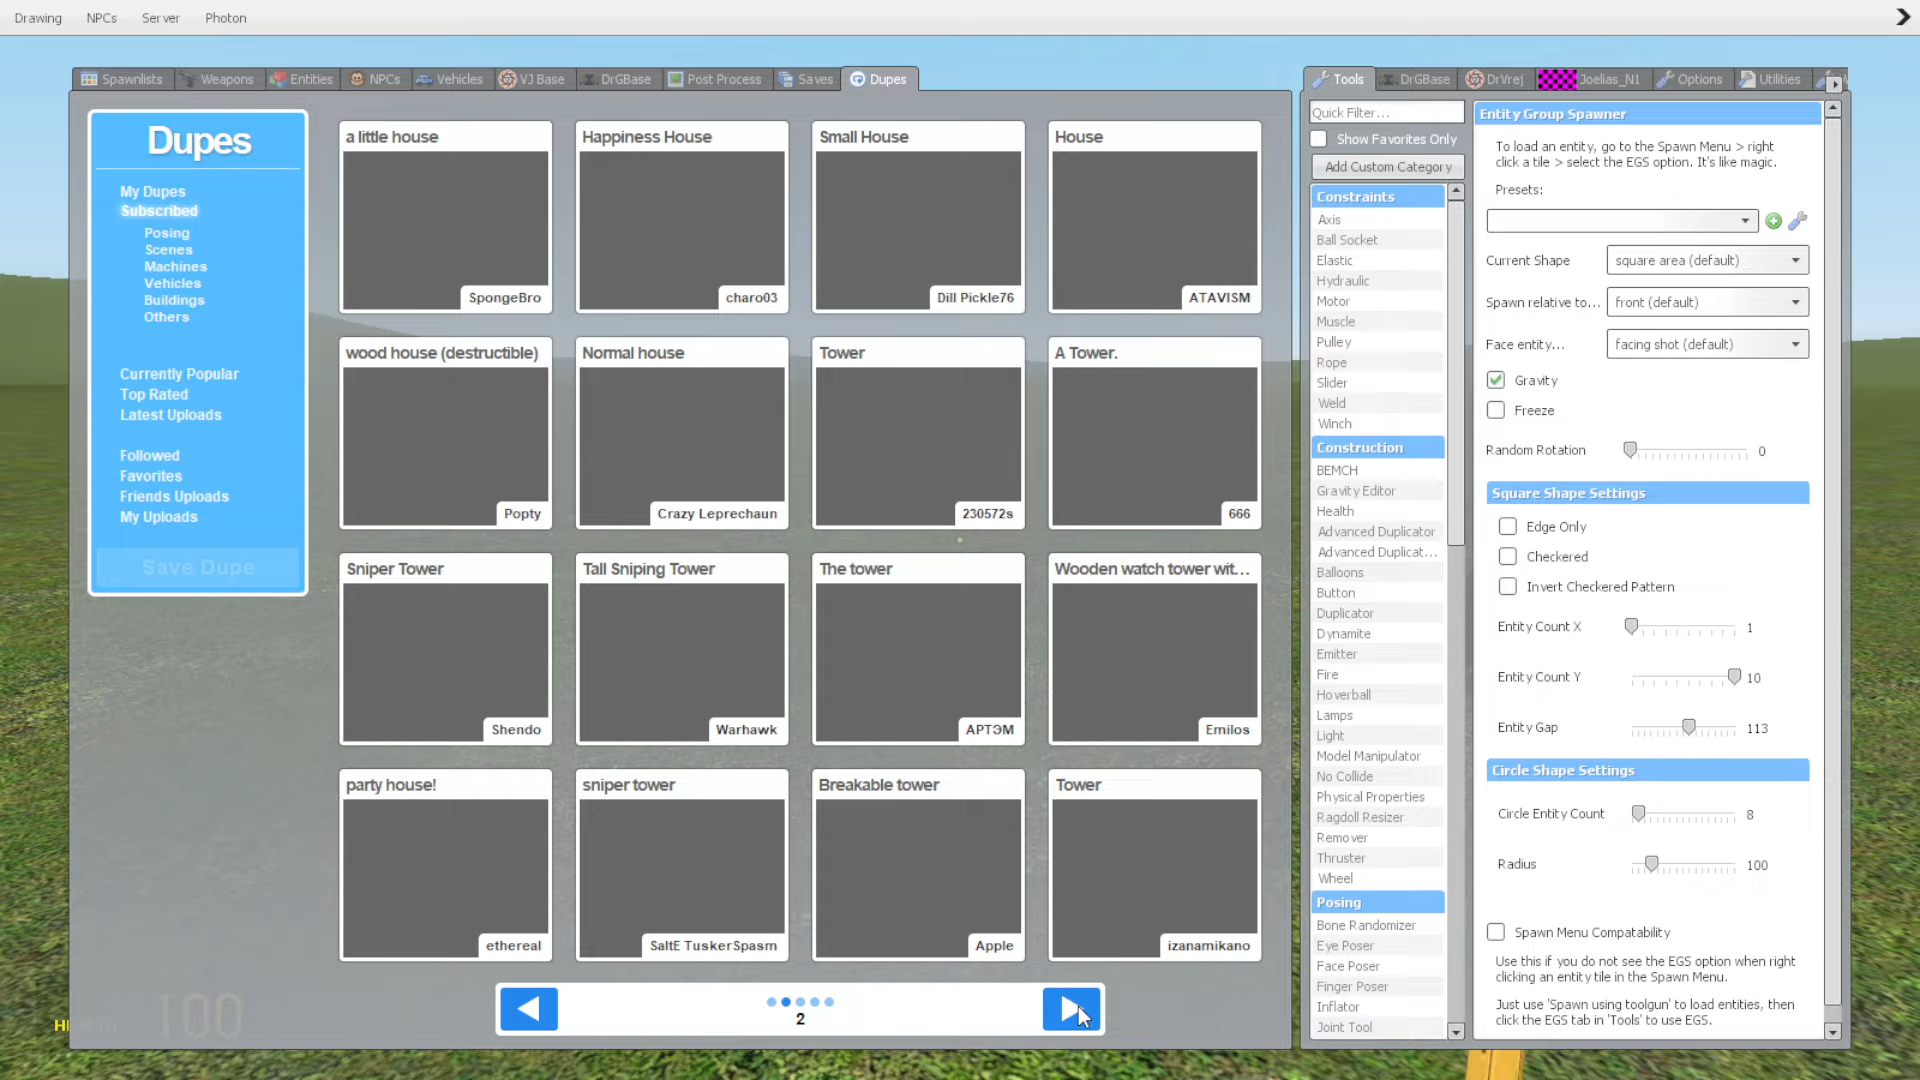 Drawing NPCs Server Photon
Spawnlists Weapons Entities NPCs Vehicles VJ Base DrGBase Post Process Saves Dupes
Dupes
My Dupes
Subscribed
Posing
Scenes
Machines
Vehicles
Buildings
Others
Currently Popular
Top Rated
Latest Uploads
Followed
Favorites
Friends Uploads
My Uploads
Save Dupe
100
a little house
SpongeBro
Happiness House
charo03
Small House
Dill Pickle76
House
ATAVISM
wood house (destructible)
Popty
Normal house
Crazy Leprechaun
Tower
230572s
A Tower.
666
Sniper Tower
Shendo
Tall Sniping Tower
Warhawk
The tower
АРТЭМ
Wooden watch tower wit...
Emilos
party house!
ethereal
sniper tower
SaltE TuskerSpasm
Breakable tower
Apple
Tower
izanamikano
2
Tools DrGBase DrVrej Joelias_N1 Options Utilities
Quick Filter...
Show Favorites Only
Add Custom Category
Constraints
Axis
Ball Socket
Elastic
Hydraulic
Motor
Muscle
Pulley
Rope
Slider
Weld
Winch
Construction
BEMCH
Gravity Editor
Health
Advanced Duplicator
Advanced Duplicat...
Balloons
Button
Duplicator
Dynamite
Emitter
Fire
Hoverball
Lamps
Light
Model Manipulator
No Collide
Physical Properties
Ragdoll Resizer
Remover
Thruster
Wheel
Posing
Bone Randomizer
Eye Poser
Face Poser
Finger Poser
Inflator
Joint Tool
Entity Group Spawner
To load an entity, go to the Spawn Menu > right
click a tile > select the EGS option. It's like magic.
Presets:
Current Shape square area (default)
Spawn relative to... front (default)
Face entity... facing shot (default)
Gravity
Freeze
Random Rotation 0
Square Shape Settings
Edge Only
Checkered
Invert Checkered Pattern
Entity Count X 1
Entity Count Y 10
Entity Gap 113
Circle Shape Settings
Circle Entity Count 8
Radius 100
Spawn Menu Compatability
Use this if you do not see the EGS option when right
clicking an entity tile in the Spawn Menu.
Just use 'Spawn using toolgun' to load entities, then
click the EGS tab in 'Tools' to use EGS.